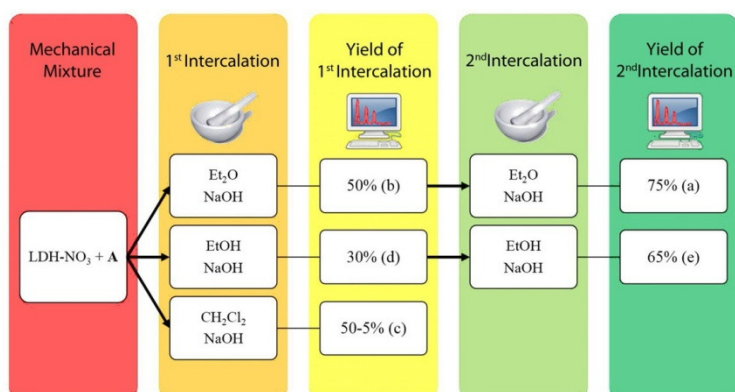 Mechanical
Mixture
1st Intercalation
Yield of
1st Intercalation
2ndIntercalation
Yield of
2ndIntercalation
Et₂O
NaOH
50% (b)
Et₂O
NaOH
75% (a)
LDH-NO₃ + A
EtOH
NaOH
30% (d)
EtOH
NaOH
65% (e)
CH₂Cl₂
NaOH
50-5% (c)